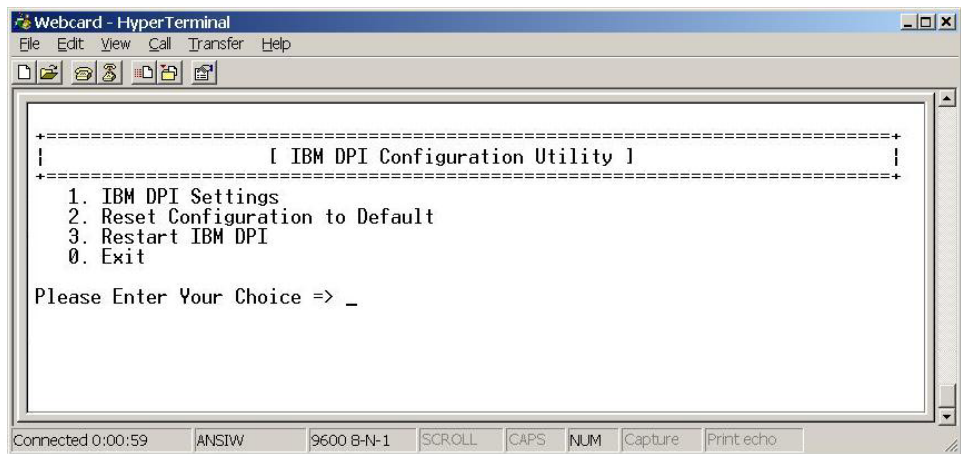 Webcard - HyperTerminal
File Edit View Call Transfer Help
+============================================================================+
¦ [ IBM DPI Configuration Utility ] ¦
+============================================================================+
1. IBM DPI Settings
2. Reset Configuration to Default
3. Restart IBM DPI
0. Exit
Please Enter Your Choice => _
Connected 0:00:59 ANSIW 9600 8-N-1 SCROLL CAPS NUM Capture Print echo